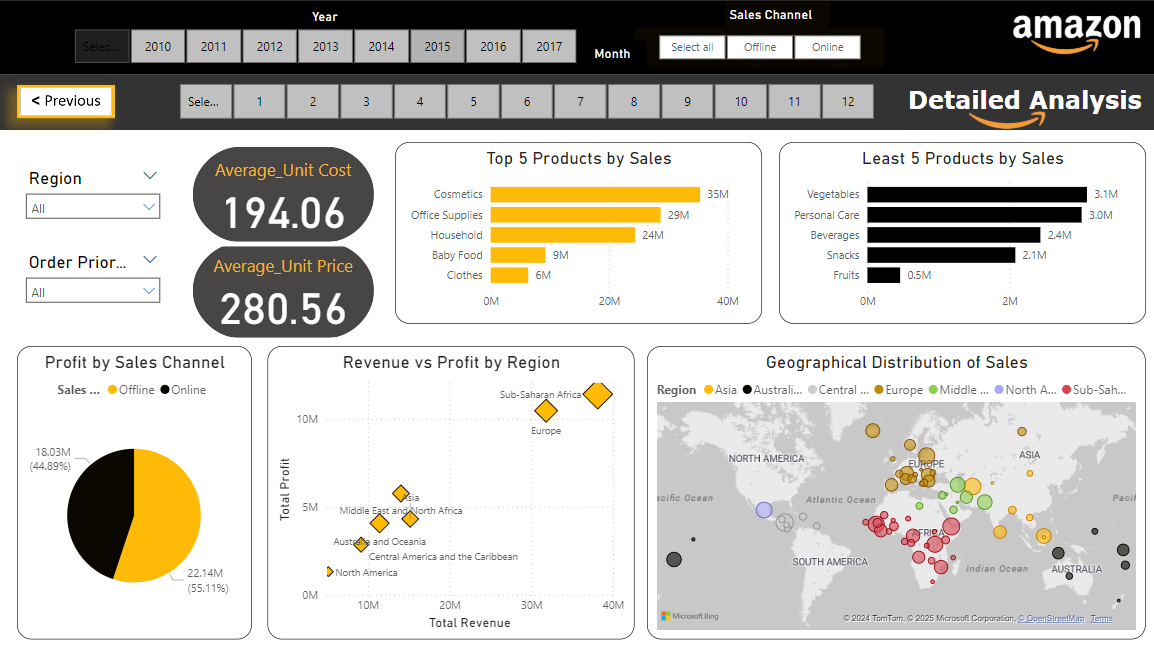 Year
Sales Channel
amazon
Selec...
2010
2011
2012
2013
2014
2015
2016
2017
Month
Select all
Offline
Online
< Previous
Sele...
1
2
3
4
5
6
7
8
9
10
11
12
Detailed Analysis
Region
All
Order Prior...
All
Average_Unit Cost
194.06
Average_Unit Price
280.56
Top 5 Products by Sales
Cosmetics
35M
Office Supplies
29M
Household
24M
Baby Food
9M
Clothes
6M
0M
20M
40M
Least 5 Products by Sales
Vegetables
3.1M
Personal Care
3.0M
Beverages
2.4M
Snacks
2.1M
Fruits
0.5M
0M
2M
Profit by Sales Channel
Sales ...
Offline
Online
18.03M
(44.89%)
22.14M
(55.11%)
Revenue vs Profit by Region
Total Profit
10M
5M
0M
Sub-Saharan Africa
Europe
Asia
Middle East and North Africa
Australia and Oceania
Central America and the Caribbean
North America
10M
20M
30M
40M
Total Revenue
Geographical Distribution of Sales
Region
Asia
Australi...
Central ...
Europe
Middle ...
North A...
Sub-Sah...
NORTH AMERICA
EUROPE
ASIA
acific Ocean
Atlantic Ocean
Pacif
AFRICA
SOUTH AMERICA
Indian Ocean
AUSTRALIA
Microsoft Bing
© 2024 TomTom, © 2025 Microsoft Corporation, © OpenStreetMap Terms